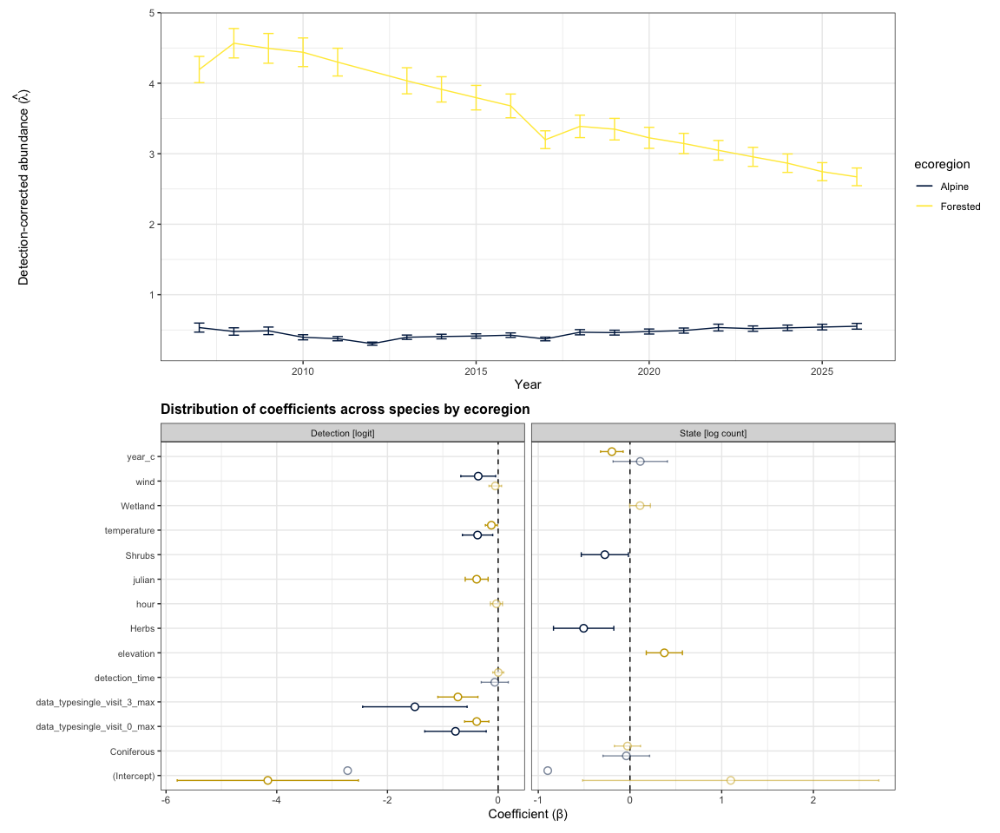 5
4
3
2
1
Detection-corrected abundance (λ̂)
2010
2015
2020
2025
Year
ecoregion
Alpine
Forested
Distribution of coefficients across species by ecoregion
Detection [logit]
State [log count]
year_c
wind
Wetland
temperature
Shrubs
julian
hour
Herbs
elevation
detection_time
data_typesingle_visit_3_max
data_typesingle_visit_0_max
Coniferous
(Intercept)
-6
-4
-2
0
-1
0
1
2
Coefficient (β)